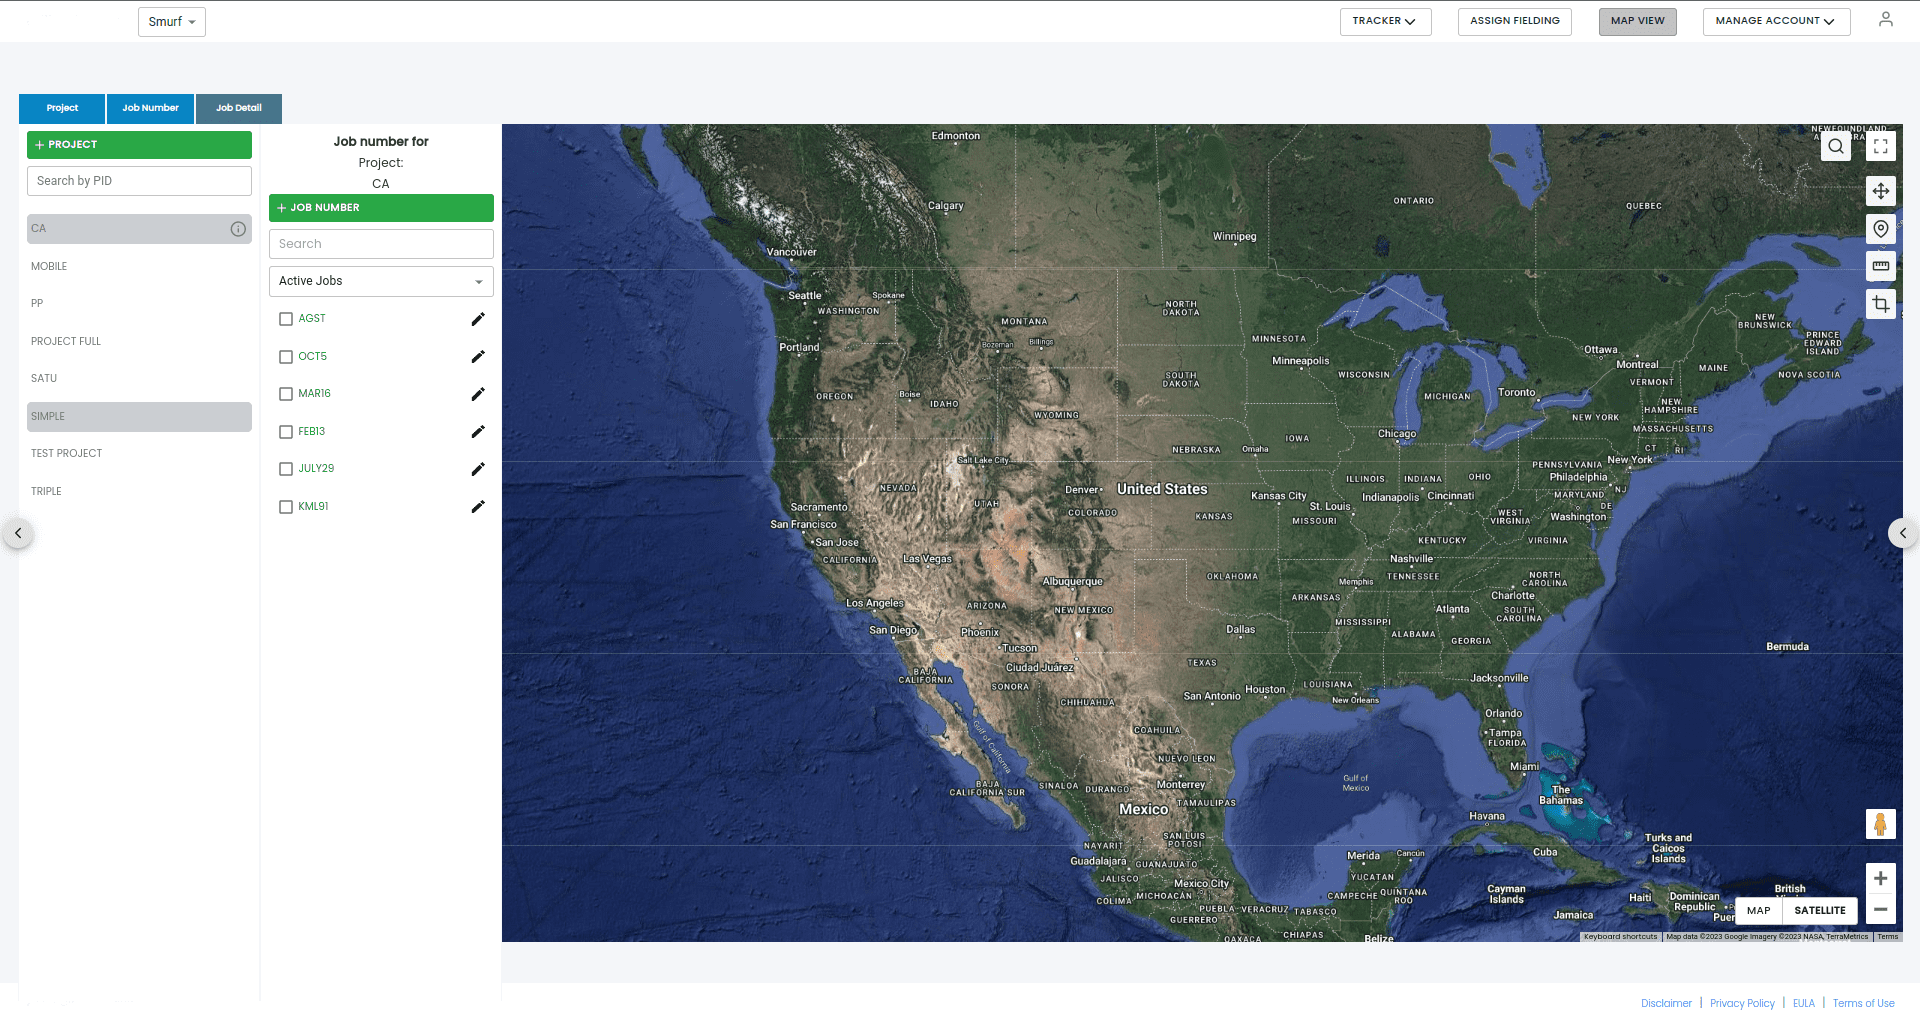 Smurf
TRACKER
ASSIGN FIELDING
MAP VIEW
MANAGE ACCOUNT
Project
Job Number
Job Detail
+ PROJECT
Search by PID
CA
MOBILE
PP
PROJECT FULL
SATU
SIMPLE
TEST PROJECT
TRIPLE
Job number for
Project:
CA
+ JOB NUMBER
Search
Active Jobs
AGST
OCT5
MAR16
FEB13
JULY29
KML91
Edmonton
Calgary
Vancouver
Winnipeg
ONTARIO
QUEBEC
Seattle
Spokane
WASHINGTON
MONTANA
NORTH
DAKOTA
Bozeman
Billings
Portland
MINNESOTA
Minneapolis
NEW
BRUNSWICK
PRINCE
EDWARD
ISLAND
NOVA SCOTIA
Ottawa
Montreal
VERMONT
MAINE
SOUTH
DAKOTA
WISCONSIN
MICHIGAN
Toronto
NEW YORK
NEW
HAMPSHIRE
MASSACHUSETTS
CT
RI
OREGON
Boise
IDAHO
WYOMING
Chicago
IOWA
NEBRASKA
Omaha
Salt Lake City
PENNSYLVANIA
New York
Philadelphia
NJ
NEVADA
UTAH
Denver
COLORADO
United States
Kansas City
KANSAS
ILLINOIS
INDIANA
OHIO
Indianapolis
Cincinnati
St. Louis
MISSOURI
MARYLAND
DE
Washington
WEST
VIRGINIA
VIRGINIA
Sacramento
San Francisco
San Jose
CALIFORNIA
Las Vegas
KENTUCKY
Nashville
TENNESSEE
Memphis
NORTH
CAROLINA
Charlotte
SOUTH
CAROLINA
Albuquerque
NEW MEXICO
OKLAHOMA
ARKANSAS
Los Angeles
ARIZONA
Phoenix
San Diego
Tucson
Ciudad Juárez
Dallas
TEXAS
MISSISSIPPI
ALABAMA
Atlanta
GEORGIA
Bermuda
BAJA
CALIFORNIA
SONORA
CHIHUAHUA
San Antonio
Houston
LOUISIANA
New Orleans
Jacksonville
Orlando
Tampa
FLORIDA
Miami
Gulf of California
COAHUILA
NUEVO LEON
Monterrey
TAMAULIPAS
Gulf of
Mexico
The
Bahamas
BAJA
CALIFORNIA SUR
SINALOA
DURANGO
Mexico
SAN LUIS
POTOSI
Havana
Cuba
Turks and
Caicos
Islands
NAYARIT
Guadalajara
GUANAJUATO
JALISCO
COLIMA
MICHOACÁN
Mexico City
PUEBLA
VERACRUZ
TABASCO
GUERRERO
OAXACA
CHIAPAS
Merida
Cancún
YUCATAN
CAMPECHE
QUINTANA
ROO
Belize
Cayman
Islands
Jamaica
Haiti
Dominican
Republic
British
MAP
SATELLITE
Keyboard shortcuts
Map data ©2023 Google Imagery ©2023 NASA, TerraMetrics
Terms
Disclaimer | Privacy Policy | EULA | Terms of Use